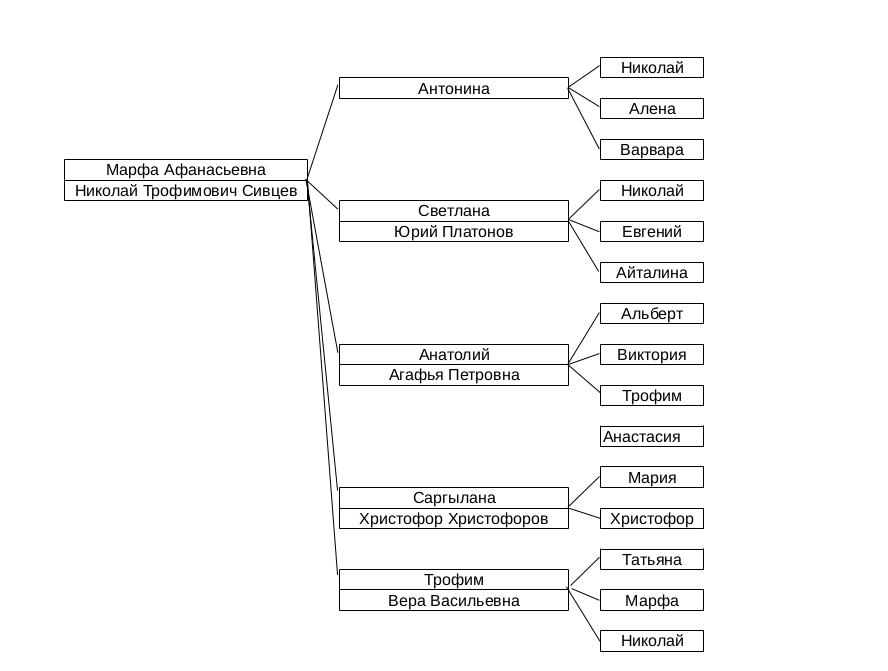 Марфа Афанасьевна
Николай Трофимович Сивцев
Антонина
Николай
Алена
Варвара
Светлана
Юрий Платонов
Николай
Евгений
Айталина
Анатолий
Агафья Петровна
Альберт
Виктория
Трофим
Анастасия
Саргылана
Христофор Христофоров
Мария
Христофор
Трофим
Вера Васильевна
Татьяна
Марфа
Николай